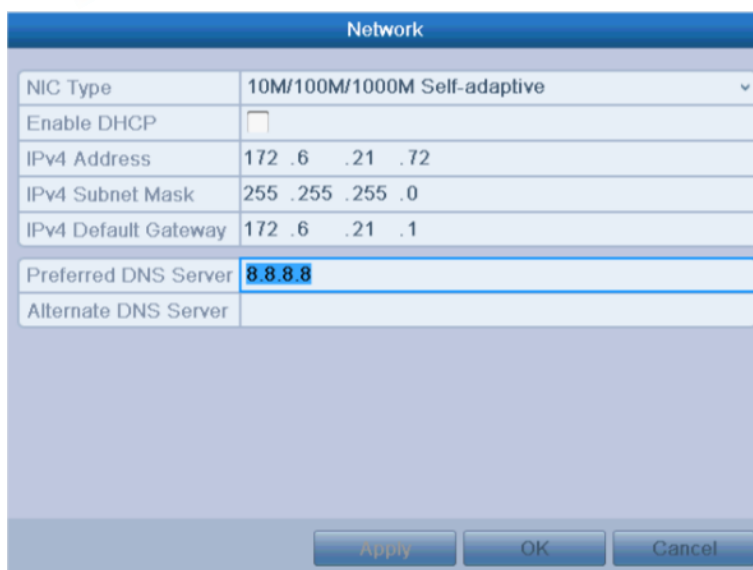 Network
NIC Type 10M/100M/1000M Self-adaptive
Enable DHCP
IPv4 Address 172 .6 .21 .72
IPv4 Subnet Mask 255 .255 .255 .0
IPv4 Default Gateway 172 .6 .21 .1
Preferred DNS Server 8.8.8.8
Alternate DNS Server
Apply OK Cancel